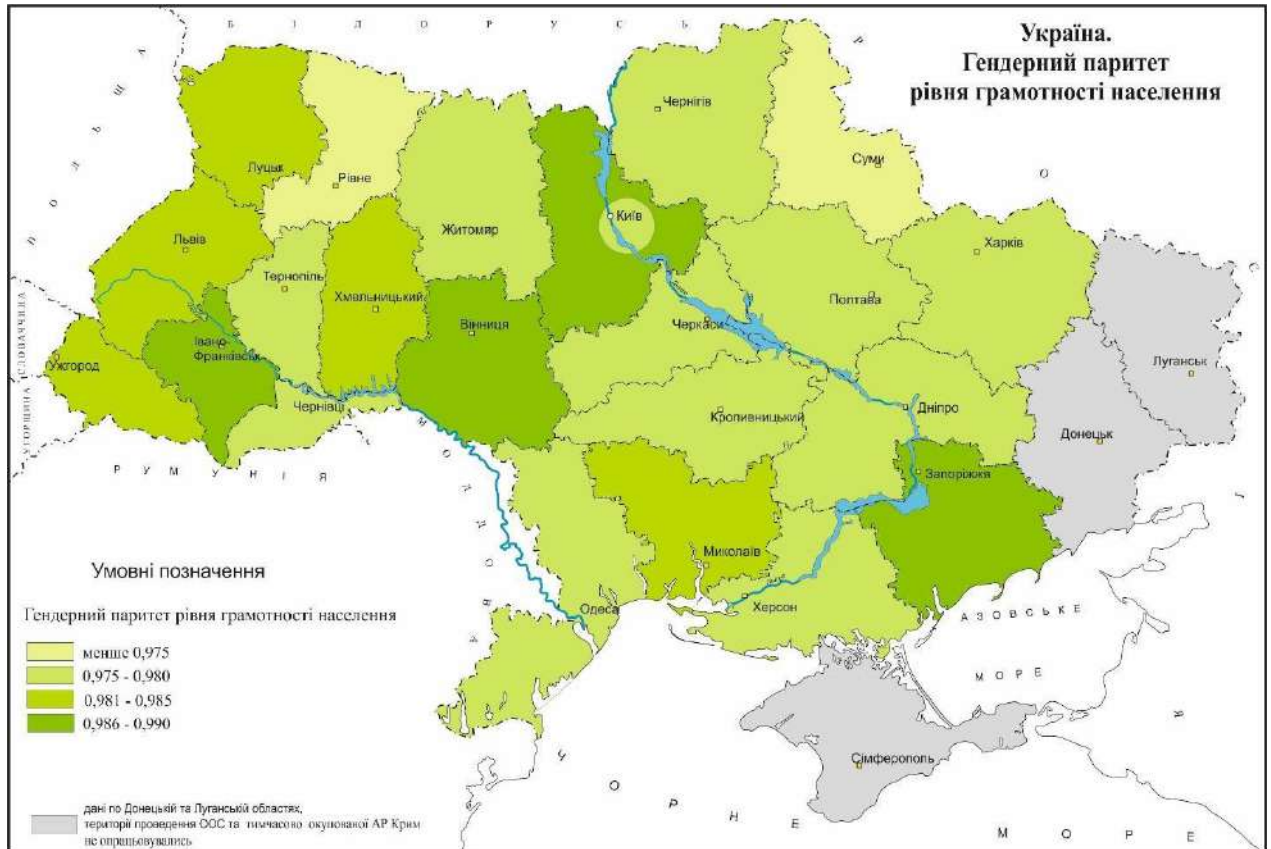 Україна.
Гендерний паритет
рівня грамотності населення
Б І Л О Р У С Ь
П О Л Ь Щ А
Р О С І Я
СЛОВАЧЧИНА
УГОРЩИНА
Р У М У Н І Я
М О Л Д О В А
Чернігів
Луцьк
Рівне
Суми
Київ
Житомир
Львів
Харків
Тернопіль
Хмельницький
Полтава
Вінниця
Черкаси
Івано-
Франківськ
Ужгород
Луганськ
Чернівці
Кропивницький
Дніпро
Донецьк
Запоріжжя
Миколаїв
Херсон
Одеса
Сімферополь
А З О В С Ь К Е
М О Р Е
Ч О Р Н Е
М О Р Е
Умовні позначення
Гендерний паритет рівня грамотності населення
менше 0,975
0,975 - 0,980
0,981 - 0,985
0,986 - 0,990
дані по Донецькій та Луганській областях,
території проведення ООС та тимчасово окупованої АР Крим
не опрацьовувались